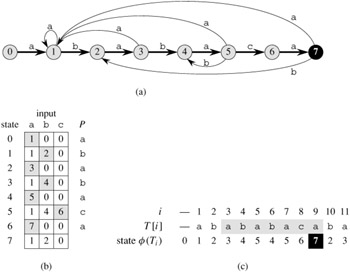 a
a
a
a
0 a 1 b 2 a 3 b 4 a 5 c 6 a 7
b
b
(a)
input
state a b c P
0 1 0 0 a
1 1 2 0 b
2 3 0 0 a
3 1 4 0 b
4 5 0 0 a
5 1 4 6 c
6 7 0 0 a
7 1 2 0
(b)
i — 1 2 3 4 5 6 7 8 9 10 11
T[i] — a b a b a b a c a b a
state ϕ(Ti) 0 1 2 3 4 5 4 5 6 7 2 3
(c)